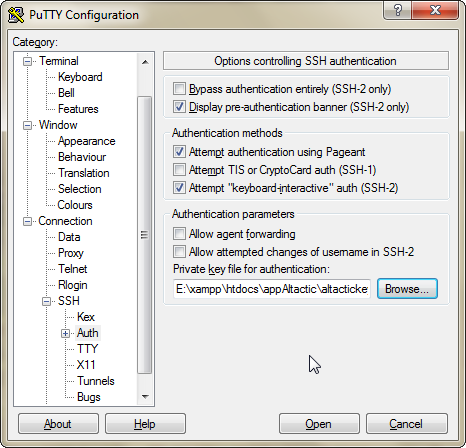 PuTTY Configuration
Category:
Terminal
Keyboard
Bell
Features
Window
Appearance
Behaviour
Translation
Selection
Colours
Connection
Data
Proxy
Telnet
Rlogin
SSH
Kex
Auth
TTY
X11
Tunnels
Bugs
Options controlling SSH authentication
Bypass authentication entirely (SSH-2 only)
Display pre-authentication banner (SSH-2 only)
Authentication methods
Attempt authentication using Pageant
Attempt TIS or CryptoCard auth (SSH-1)
Attempt "keyboard-interactive" auth (SSH-2)
Authentication parameters
Allow agent forwarding
Allow attempted changes of username in SSH-2
Private key file for authentication:
E:\xampp\htdocs\appAltactic\altacticke
Browse...
About
Help
Open
Cancel